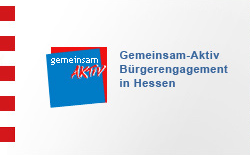 gemeinsam
AKTIV
Gemeinsam-Aktiv
Bürgerengagement
in Hessen